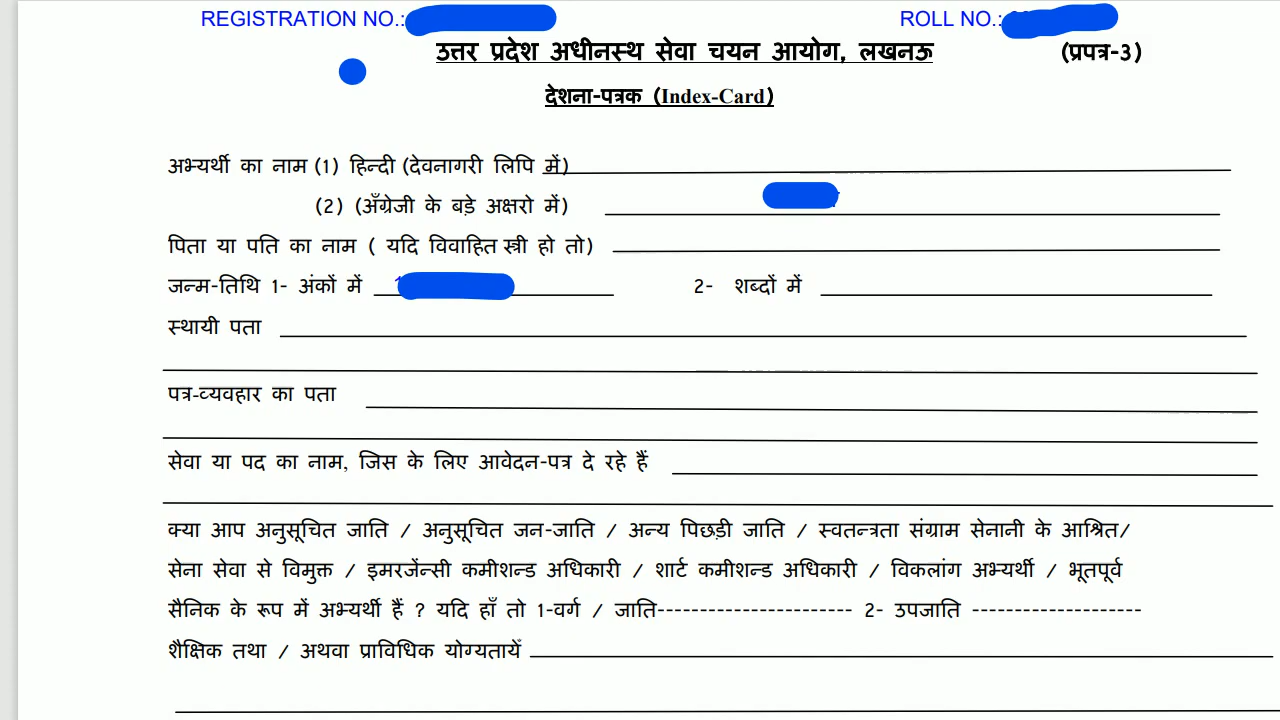 REGISTRATION NO.: ROLL NO.:
उत्तर प्रदेश अधीनस्थ सेवा चयन आयोग, लखनऊ (प्रपत्र-3)
देशना-पत्रक (Index-Card)
अभ्यर्थी का नाम (1) हिन्दी (देवनागरी लिपि में)
(2) (अँग्रेजी के बड़े अक्षरो में)
पिता या पति का नाम ( यदि विवाहित स्त्री हो तो)
जन्म-तिथि 1- अंकों में 2- शब्दों में
स्थायी पता
पत्र-व्यवहार का पता
सेवा या पद का नाम, जिस के लिए आवेदन-पत्र दे रहे हैं
क्या आप अनुसूचित जाति / अनुसूचित जन-जाति / अन्य पिछड़ी जाति / स्वतन्त्रता संग्राम सेनानी के आश्रित/
सेना सेवा से विमुक्त / इमरजेंन्सी कमीशन्ड अधिकारी / शार्ट कमीशन्ड अधिकारी / विकलांग अभ्यर्थी / भूतपूर्व
सैनिक के रूप में अभ्यर्थी हैं ? यदि हाँ तो 1-वर्ग / जाति----------------------- 2- उपजाति --------------------
शैक्षिक तथा / अथवा प्राविधिक योग्यतायेँ